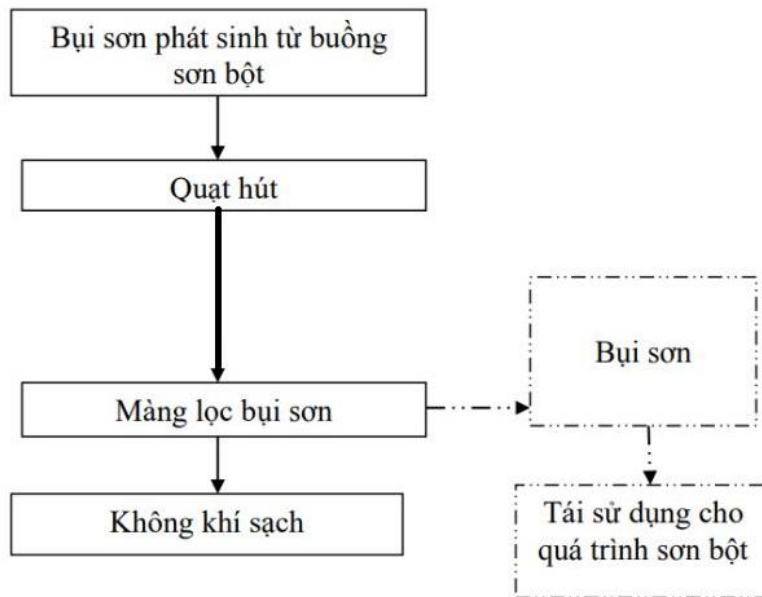 Bụi sơn phát sinh từ buồng
sơn bột
Quạt hút
Màng lọc bụi sơn
Bụi sơn
Không khí sạch
Tái sử dụng cho
quá trình sơn bột